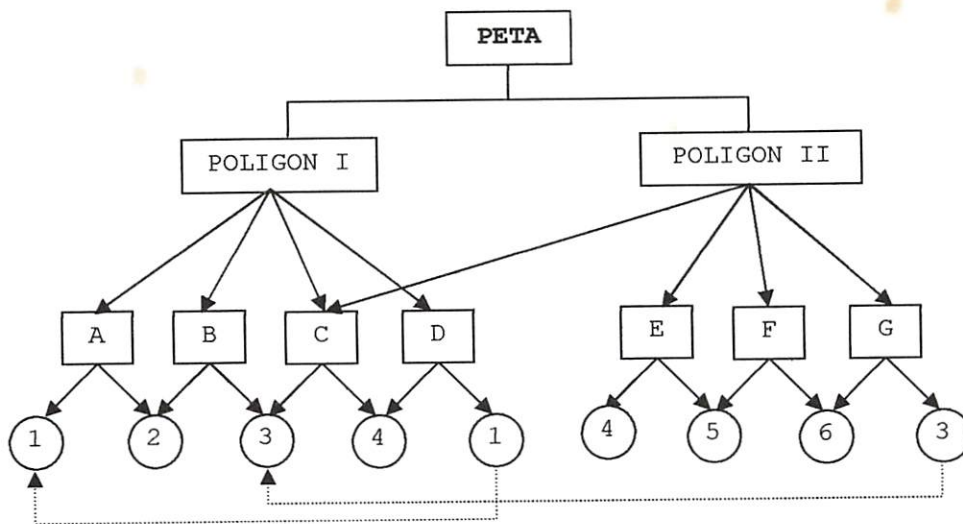 PETA
POLIGON I
POLIGON II
A B C D E F G
1 2 3 4 1 4 5 6 3